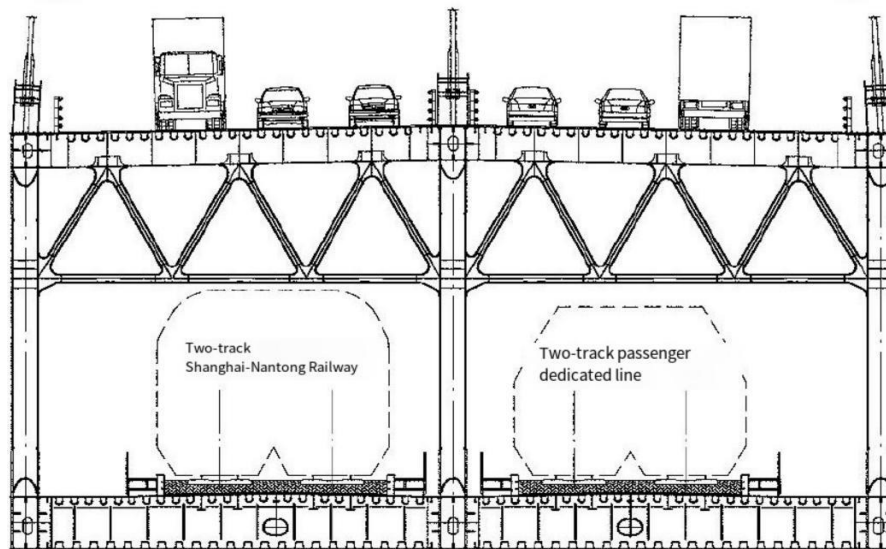 Two-track
Shanghai-Nantong Railway
Two-track passenger
dedicated line